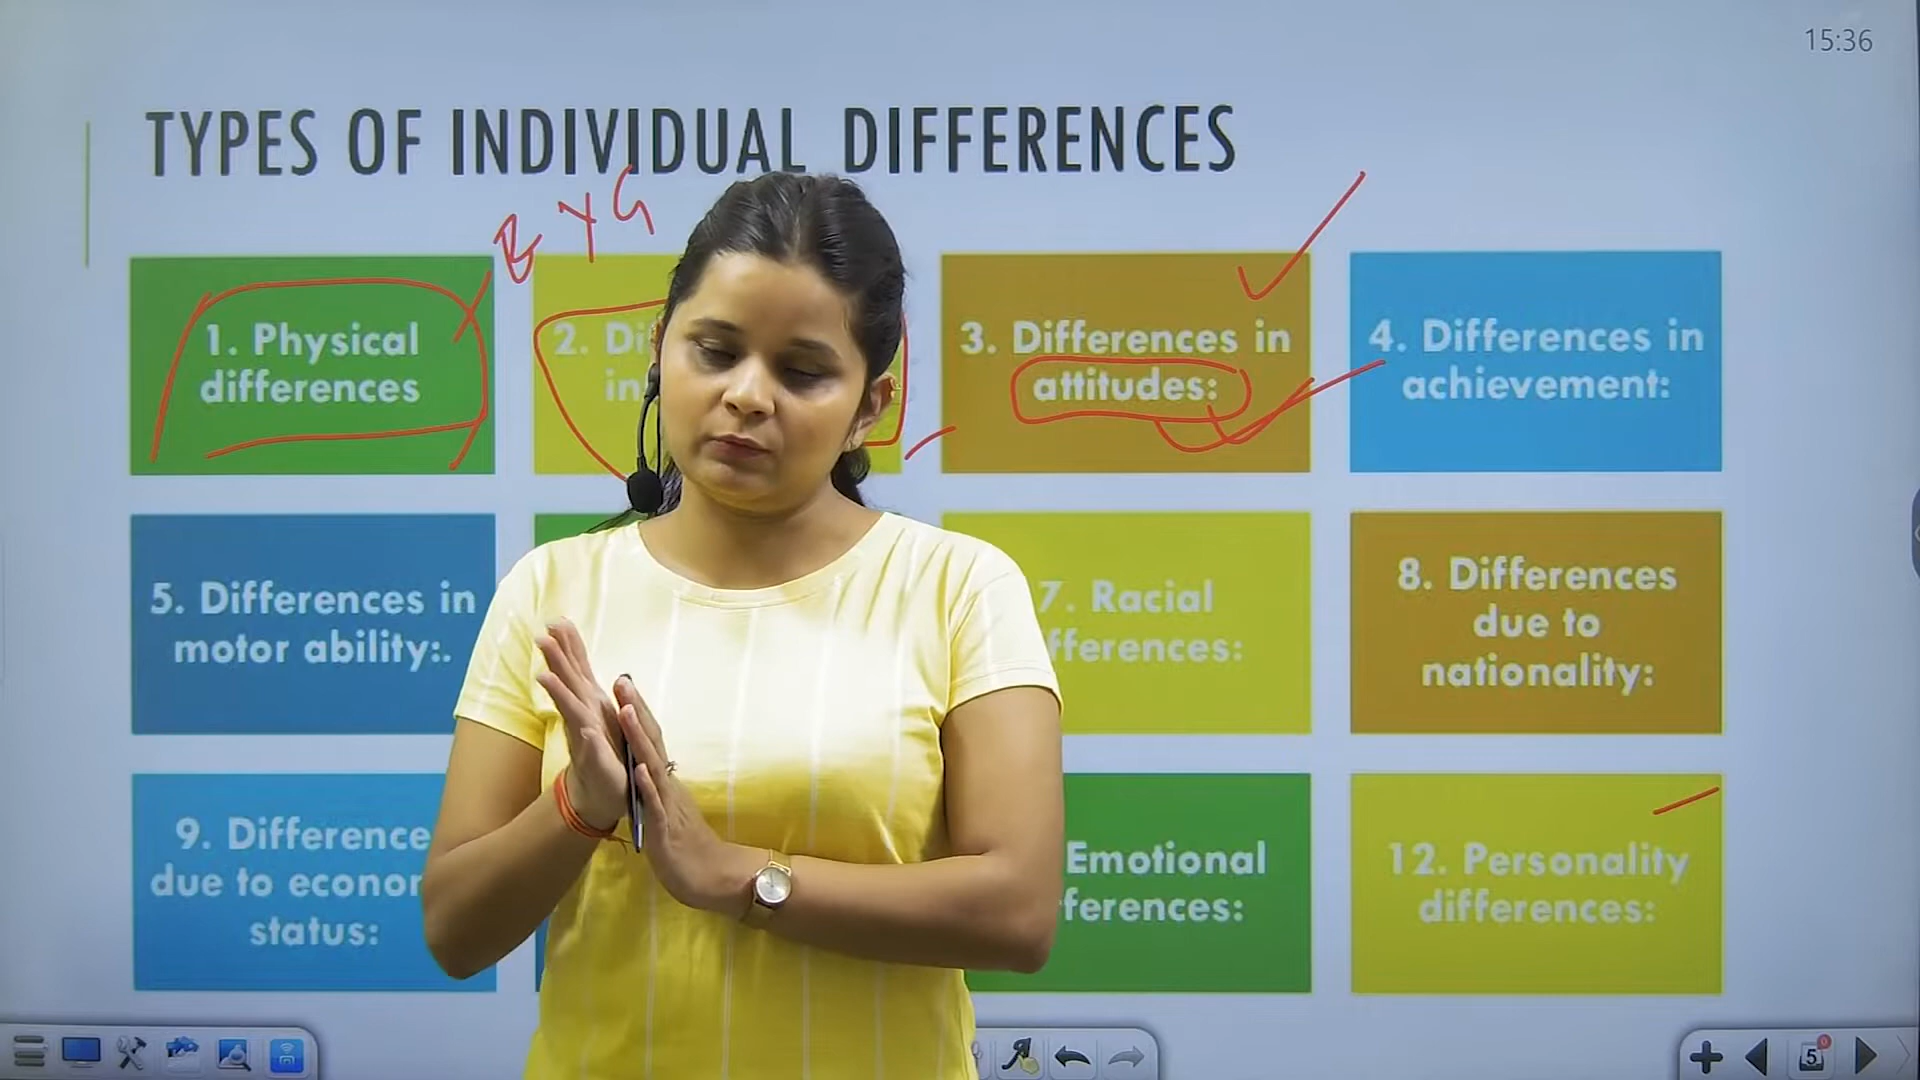 15:36
TYPES OF INDIVIDUAL DIFFERENCES
B Y G
1. Physical
differences
2.
3. Differences in
attitudes:
4. Differences in
achievement:
5. Differences in
motor ability:.
7. Racial
8. Differences
due to
nationality:
9.
due to
status:
Emotional
12. Personality
differences:
5
0